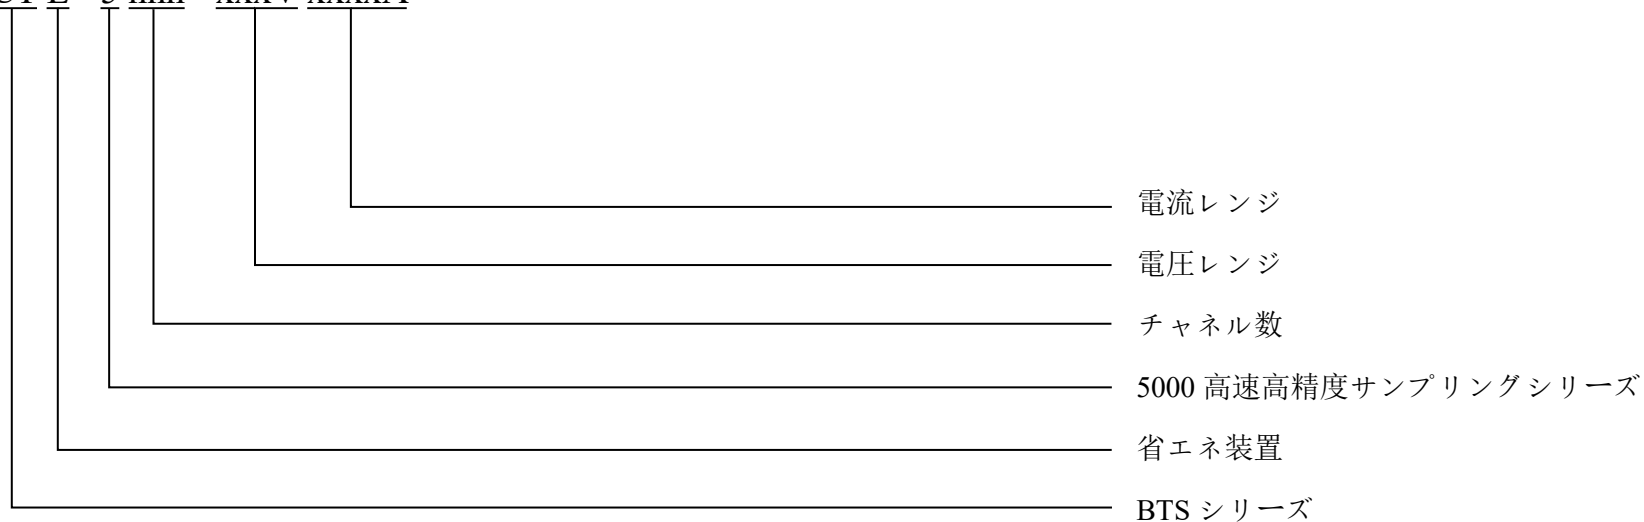 電流レンジ
電圧レンジ
チャネル数
5000 高速高精度サンプリングシリーズ
省エネ装置
BTS シリーズ